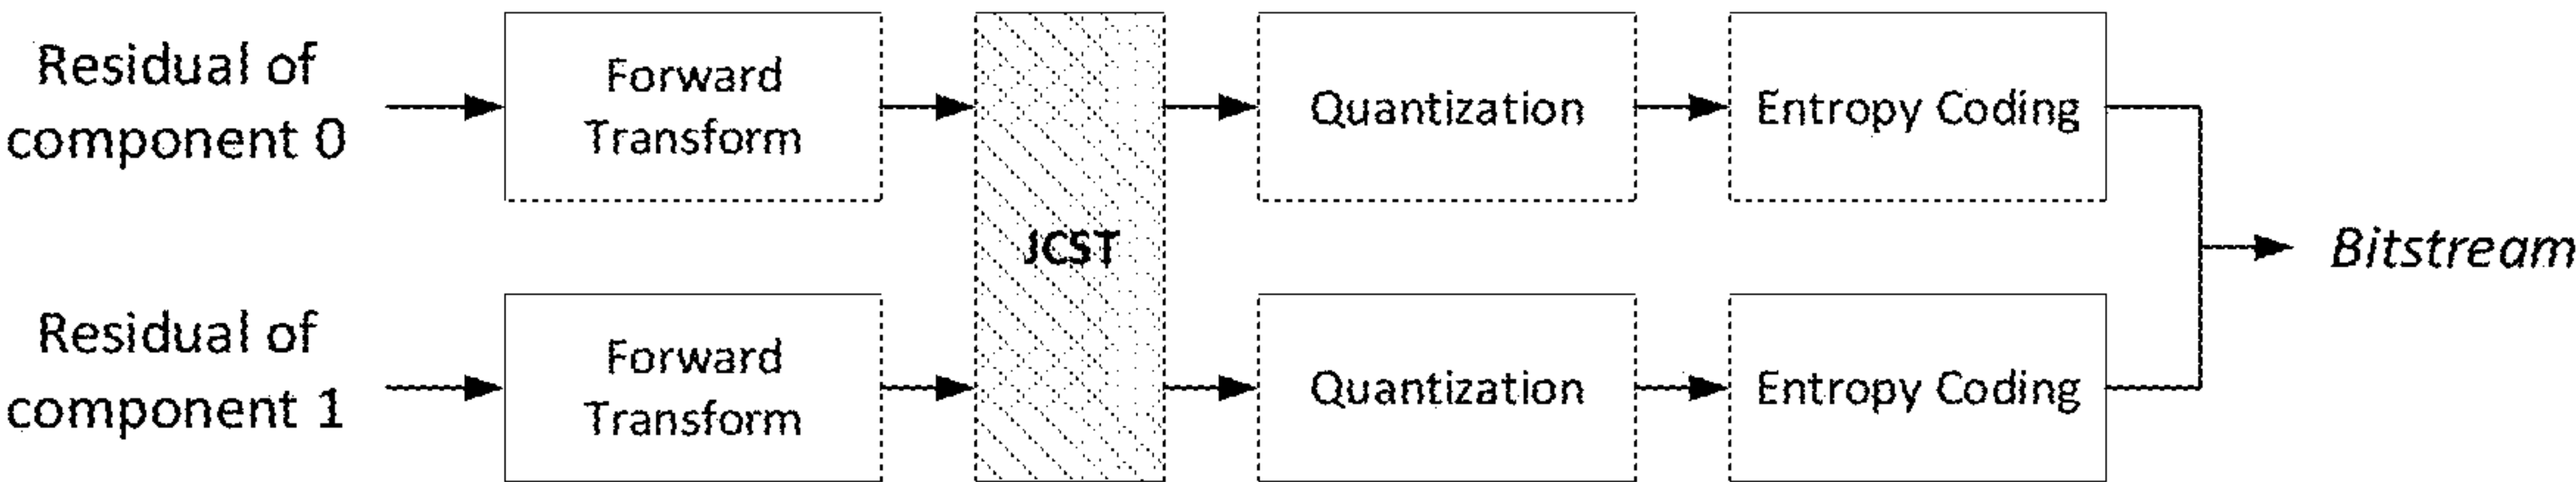 Residual of
component 0
Forward
Transform
Quantization
Entropy Coding
JCST
Bitstream
Residual of
component 1
Forward
Transform
Quantization
Entropy Coding